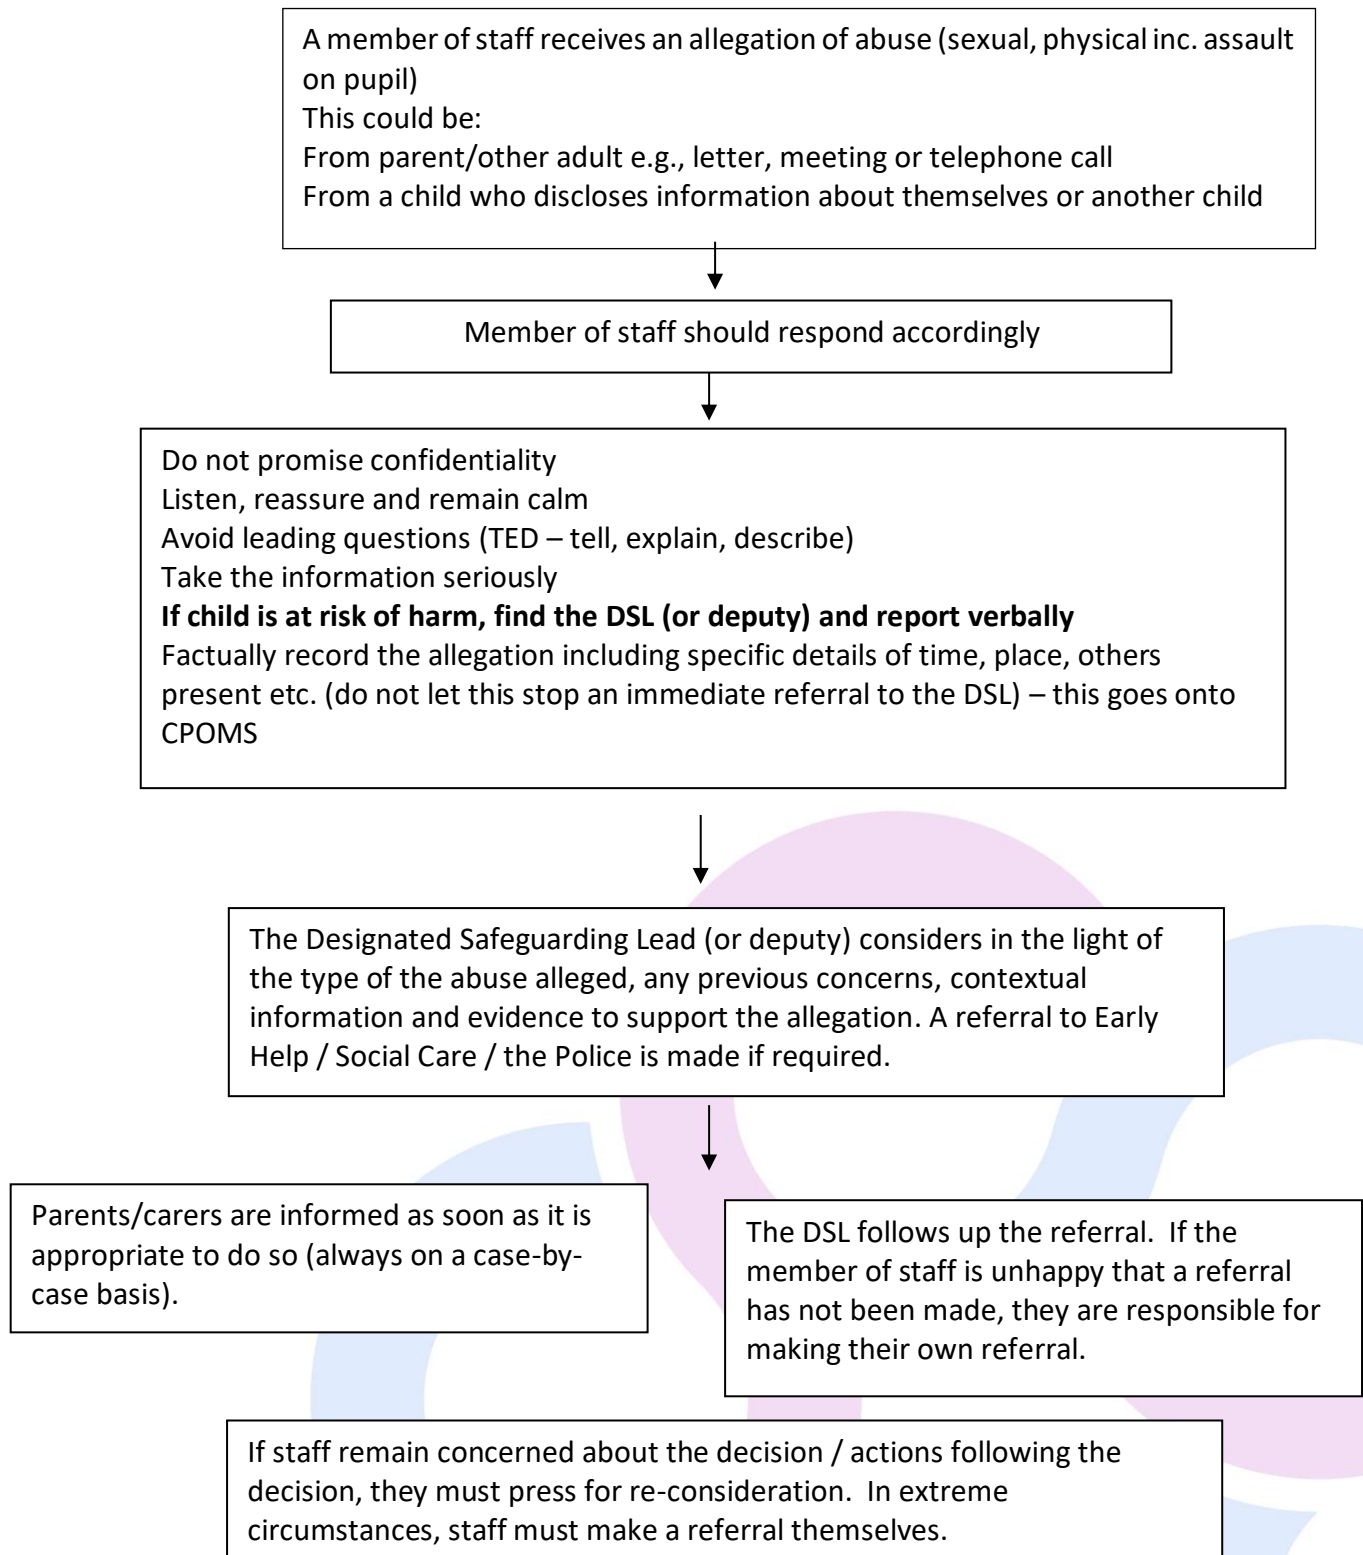 A member of staff receives an allegation of abuse (sexual, physical inc. assault
on pupil)
This could be:
From parent/other adult e.g., letter, meeting or telephone call
From a child who discloses information about themselves or another child
Member of staff should respond accordingly
Do not promise confidentiality
Listen, reassure and remain calm
Avoid leading questions (TED – tell, explain, describe)
Take the information seriously
If child is at risk of harm, find the DSL (or deputy) and report verbally
Factually record the allegation including specific details of time, place, others
present etc. (do not let this stop an immediate referral to the DSL) – this goes onto
CPOMS
The Designated Safeguarding Lead (or deputy) considers in the light of
the type of the abuse alleged, any previous concerns, contextual
information and evidence to support the allegation. A referral to Early
Help / Social Care / the Police is made if required.
Parents/carers are informed as soon as it is
appropriate to do so (always on a case-by-
case basis).
The DSL follows up the referral.  If the
member of staff is unhappy that a referral
has not been made, they are responsible for
making their own referral.
If staff remain concerned about the decision / actions following the
decision, they must press for re-consideration.  In extreme
circumstances, staff must make a referral themselves.